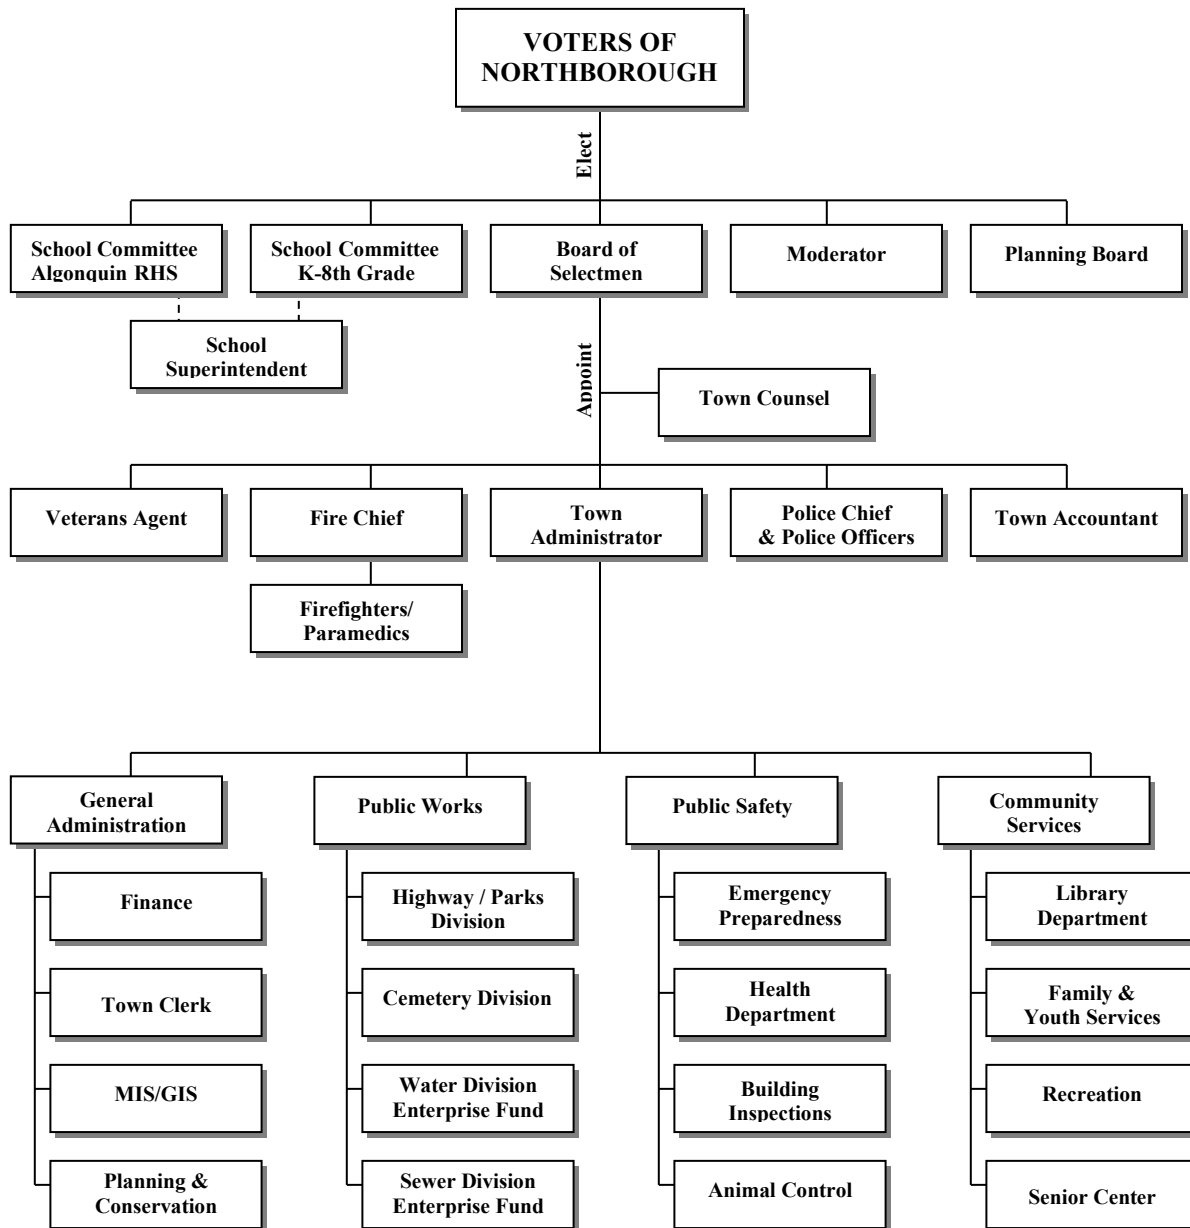 VOTERS OF
NORTHBOROUGH
Elect
School Committee
Algonquin RHS
School Committee
K-8th Grade
Board of
Selectmen
Moderator
Planning Board
School
Superintendent
Appoint
Town Counsel
Veterans Agent
Fire Chief
Town
Administrator
Police Chief
& Police Officers
Town Accountant
Firefighters/
Paramedics
General
Administration
Public Works
Public Safety
Community
Services
Finance
Highway / Parks
Division
Emergency
Preparedness
Library
Department
Town Clerk
Cemetery Division
Health
Department
Family &
Youth Services
MIS/GIS
Water Division
Enterprise Fund
Building
Inspections
Recreation
Planning &
Conservation
Sewer Division
Enterprise Fund
Animal Control
Senior Center